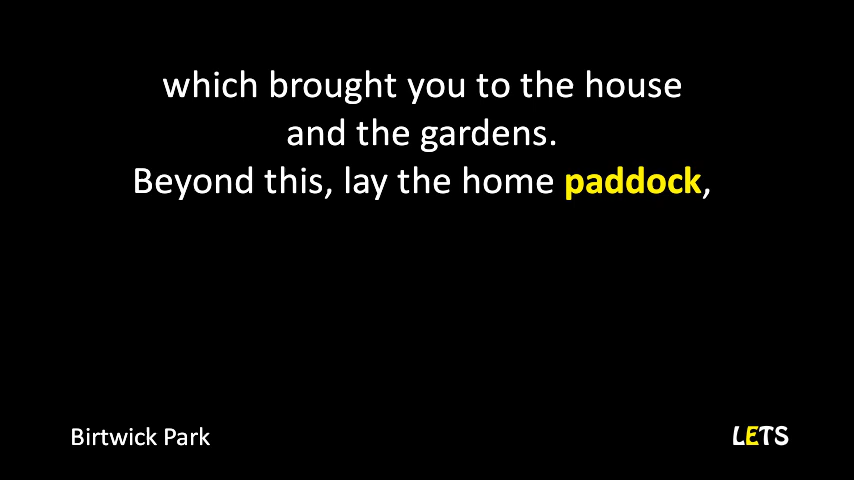 which brought you to the house
and the gardens.
Beyond this, lay the home paddock,
Birtwick Park
LETS